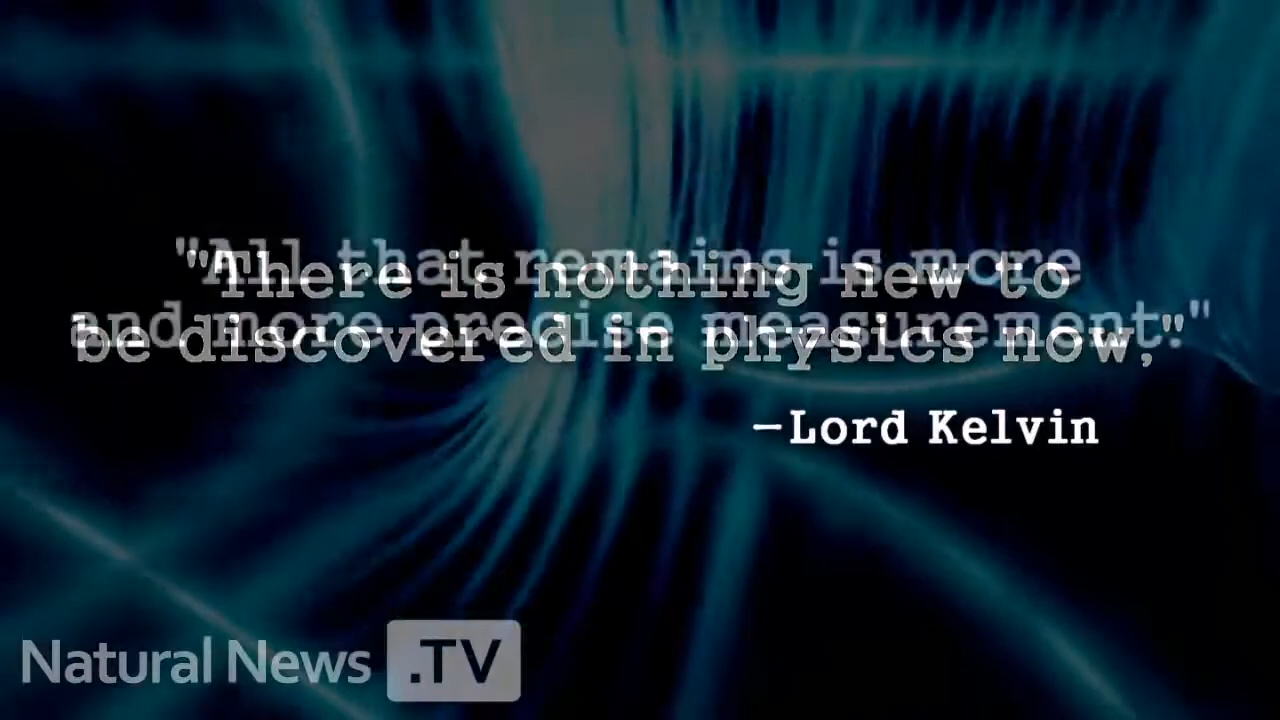 "There is nothing new to
be discovered in physics now,"
"All that remains is more
and more precise measurement."
—Lord Kelvin
Natural News .TV